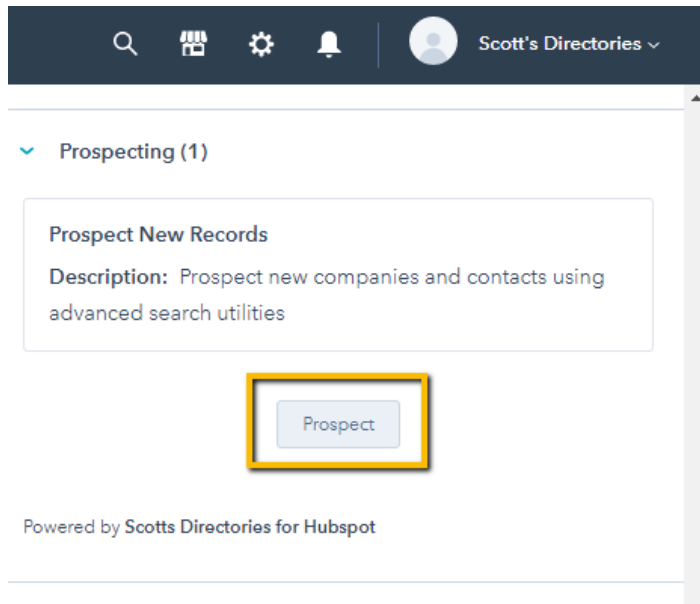 Scott's Directories
Prospecting (1)
Prospect New Records
Description: Prospect new companies and contacts using
advanced search utilities
Prospect
Powered by Scotts Directories for Hubspot